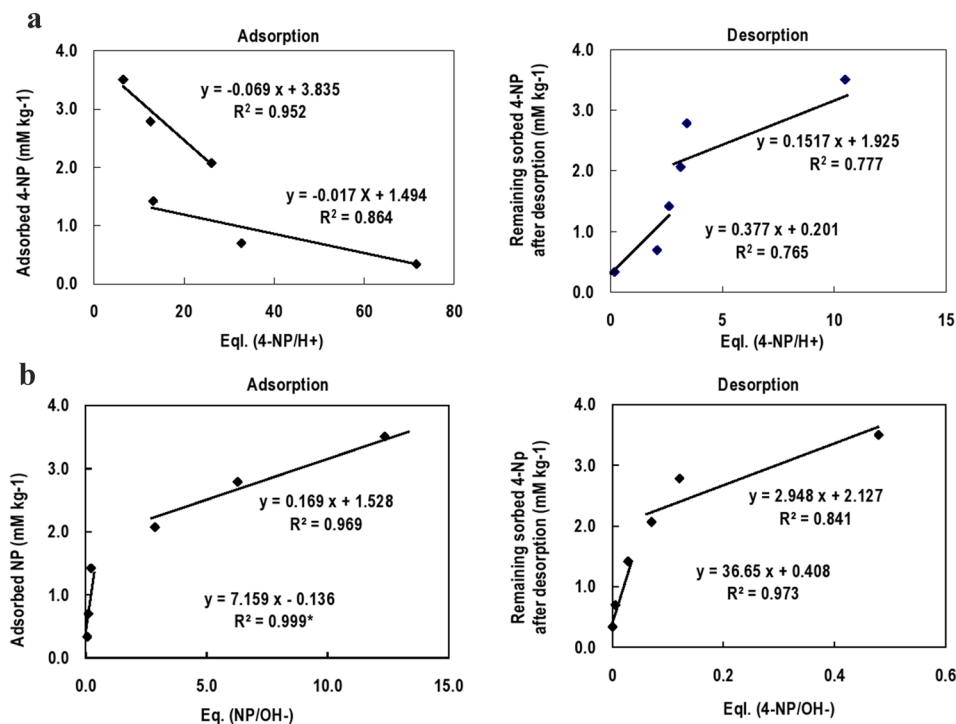 a
Adsorption
Adsorbed 4-NP (mM kg-1)
4.0
3.0
2.0
1.0
0.0
y = -0.069 x + 3.835
R² = 0.952
y = -0.017 X + 1.494
R² = 0.864
0 20 40 60 80
Eql. (4-NP/H+)
Desorption
Remaining sorbed 4-NP
after desorption (mM kg-1)
4.0
3.0
2.0
1.0
0.0
y = 0.1517 x + 1.925
R² = 0.777
y = 0.377 x + 0.201
R² = 0.765
0 5 10 15
Eql. (4-NP/H+)
b
Adsorption
Adsorbed NP (mM kg-1)
4.0
3.0
2.0
1.0
0.0
y = 0.169 x + 1.528
R² = 0.969
y = 7.159 x - 0.136
R² = 0.999*
0.0 5.0 10.0 15.0
Eq. (NP/OH-)
Desorption
Remaining sorbed 4-Np
after desorption (mM kg-1)
4.0
3.0
2.0
1.0
0.0
y = 2.948 x + 2.127
R² = 0.841
y = 36.65 x + 0.408
R² = 0.973
0 0.2 0.4 0.6
Eql. (4-NP/OH-)